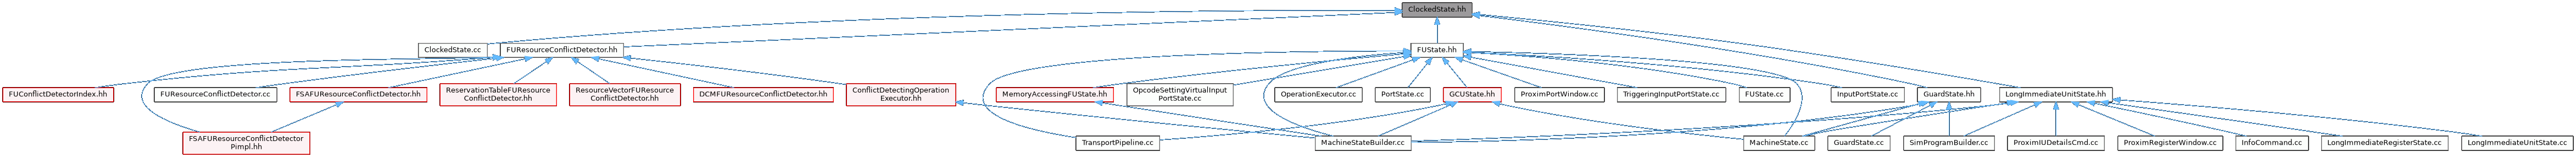 ClockedState.hh
ClockedState.cc
FUResourceConflictDetector.hh
FUState.hh
FUConflictDetectorIndex.hh
FUResourceConflictDetector.cc
FSAFUResourceConflictDetector.hh
ReservationTableFUResource
ConflictDetector.hh
ResourceVectorFUResource
ConflictDetector.hh
DCMFUResourceConflictDetector.hh
ConflictDetectingOperation
Executor.hh
MemoryAccessingFUState.hh
OpcodeSettingVirtualInput
PortState.cc
OperationExecutor.cc
PortState.cc
GCUState.hh
ProximPortWindow.cc
TriggeringInputPortState.cc
FUState.cc
InputPortState.cc
GuardState.hh
LongImmediateUnitState.hh
FSAFUResourceConflictDetector
Pimpl.hh
TransportPipeline.cc
MachineStateBuilder.cc
MachineState.cc
GuardState.cc
SimProgramBuilder.cc
ProximIUDetailsCmd.cc
ProximRegisterWindow.cc
InfoCommand.cc
LongImmediateRegisterState.cc
LongImmediateUnitState.cc